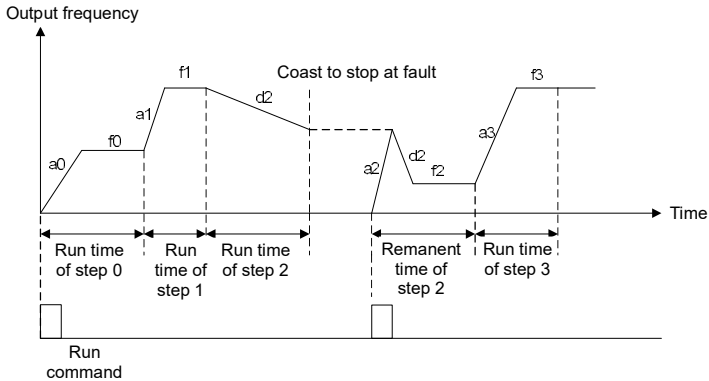 Output frequency
Coast to stop at fault
f1
f3
a1
d2
f0
a3
a0
a2
d2
f2
Time
Run time
of step 0
Run
time of
step 1
Run time
of step 2
Remanent
time of
step 2
Run time
of step 3
Run
command